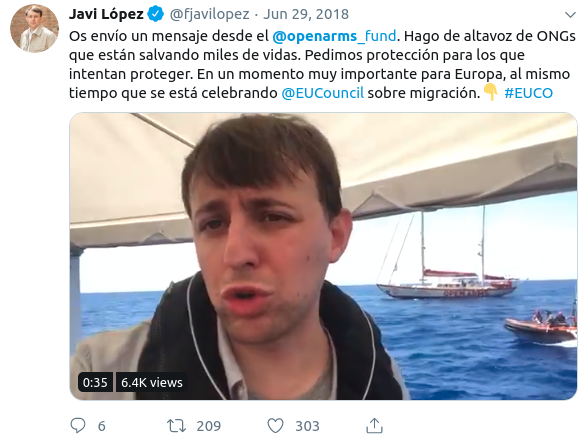 Javi López @fjavilopez · Jun 29, 2018
Os envío un mensaje desde el @openarms_fund. Hago de altavoz de ONGs
que están salvando miles de vidas. Pedimos protección para los que
intentan proteger. En un momento muy importante para Europa, al mismo
tiempo que se está celebrando @EUCouncil sobre migración.👇 #EUCO
OPEN ARMS
0:35 6.4K views
6 209 303